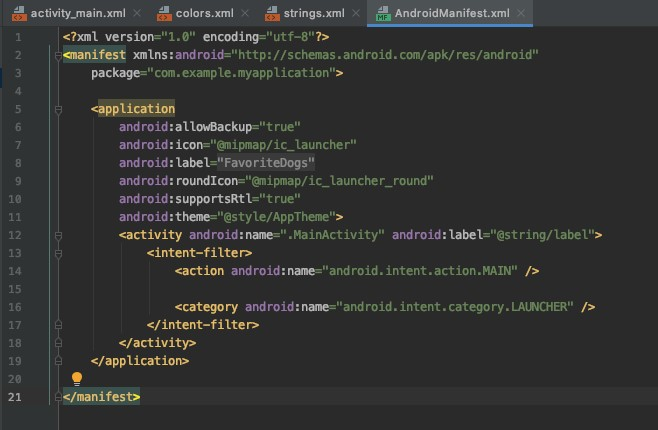 activity_main.xml × colors.xml × strings.xml × MF AndroidManifest.xml ×
1 <?xml version="1.0" encoding="utf-8"?>
2 <manifest xmlns:android="http://schemas.android.com/apk/res/android"
3 package="com.example.myapplication">
4
5 <application
6 android:allowBackup="true"
7 android:icon="@mipmap/ic_launcher"
8 android:label="FavoriteDogs"
9 android:roundIcon="@mipmap/ic_launcher_round"
10 android:supportsRtl="true"
11 android:theme="@style/AppTheme">
12 <activity android:name=".MainActivity" android:label="@string/label">
13 <intent-filter>
14 <action android:name="android.intent.action.MAIN" />
15
16 <category android:name="android.intent.category.LAUNCHER" />
17 </intent-filter>
18 </activity>
19 </application>
20
21 </manifest>